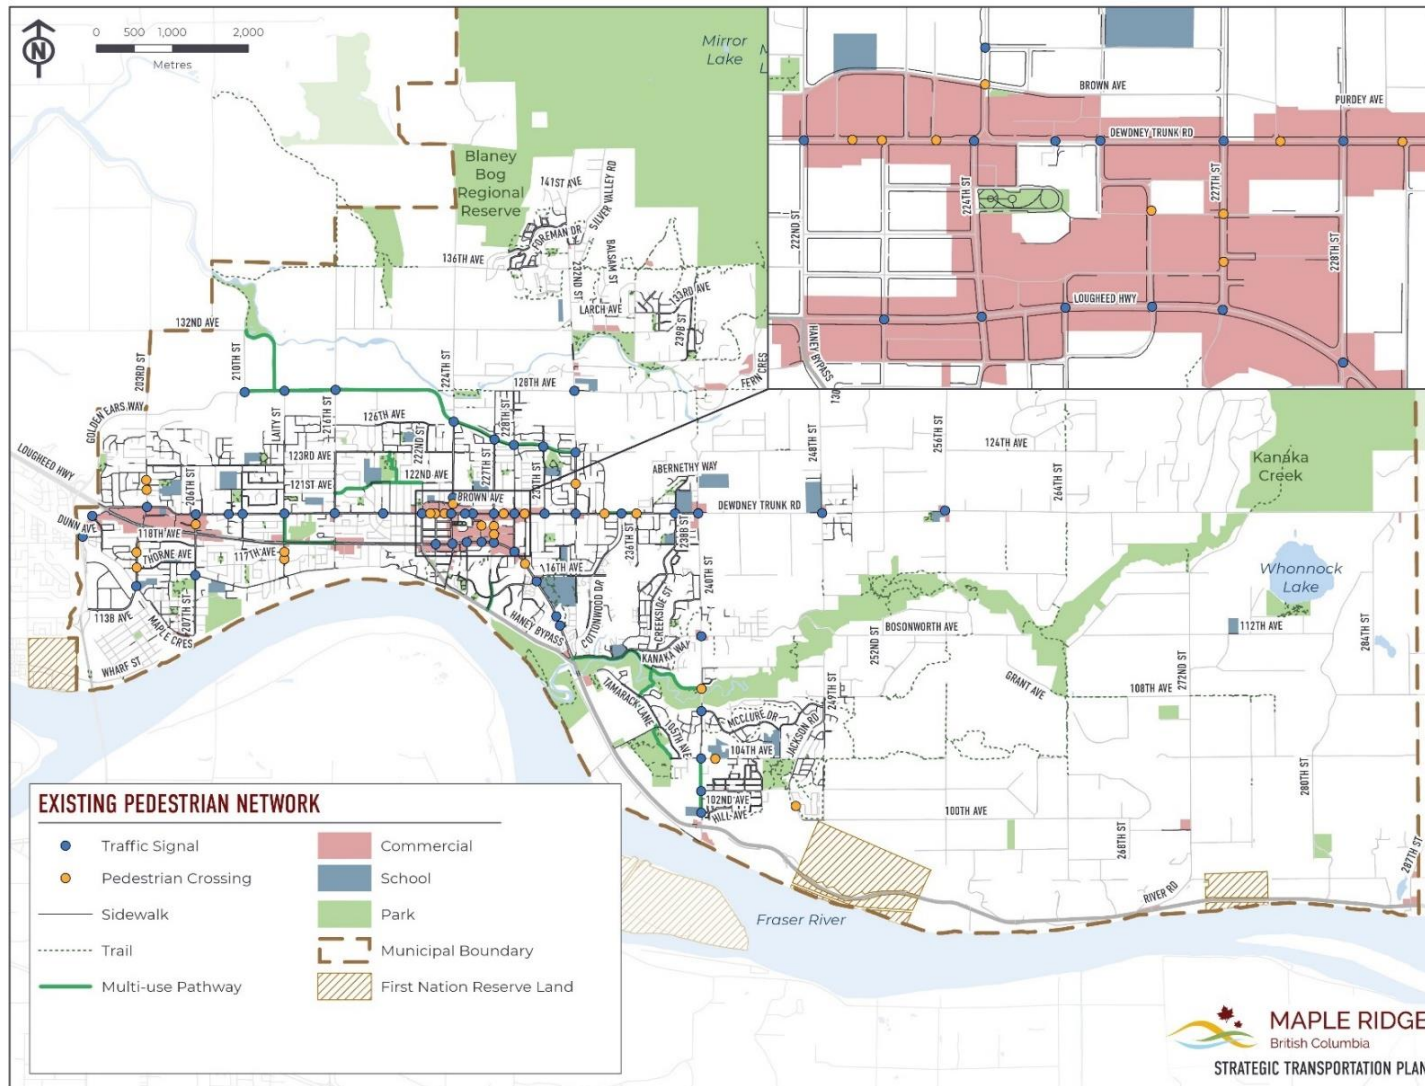 N
0 500 1,000 2,000
Metres
Mirror
Lake
M
L
Blaney
Bog
Regional
Reserve
141ST AVE
SILVER VALLEY RD
FOREMAN DR
136TH AVE
232ND ST
BALSAM ST
133RD AVE
LARCH AVE
239B ST
132ND AVE
203RD ST
210TH ST
224TH ST
128TH AVE
FERN CRES
130
GOLDEN EARS WAY
LAITY ST
216TH ST
126TH AVE
222ND ST
228TH ST
227TH ST
230TH ST
LOUGHEED HWY
123RD AVE
122ND AVE
121ST AVE
206TH ST
BROWN AVE
ABERNETHY WAY
DEWDNEY TRUNK RD
248TH ST
256TH ST
124TH AVE
264TH ST
Kanaka
Creek
DUNN AVE
118TH AVE
THORNE AVE
117TH AVE
236TH ST
238B ST
240TH ST
116TH AVE
113B AVE
MAPLE CRES
207TH ST
WHARF ST
HANEY BYPASS
COTTONWOOD DR
CREEKSIDE ST
KANAKA WAY
252ND ST
BOSONWORTH AVE
Whonnock
Lake
112TH AVE
284TH ST
272ND ST
TAMARACK LANE
105TH AVE
MCCLURE DR
JACKSON RD
249TH ST
GRANT AVE
108TH AVE
104TH AVE
102ND AVE
HILL AVE
100TH AVE
280TH ST
268TH ST
287TH ST
RIVER RD
Fraser River
BROWN AVE
PURDEY AVE
DEWDNEY TRUNK RD
222ND ST
224TH ST
227TH ST
228TH ST
LOUGHEED HWY
HANEY BYPASS
EXISTING PEDESTRIAN NETWORK
Traffic Signal
Pedestrian Crossing
Sidewalk
Trail
Multi-use Pathway
Commercial
School
Park
Municipal Boundary
First Nation Reserve Land
MAPLE RIDGE
British Columbia
STRATEGIC TRANSPORTATION PLAN